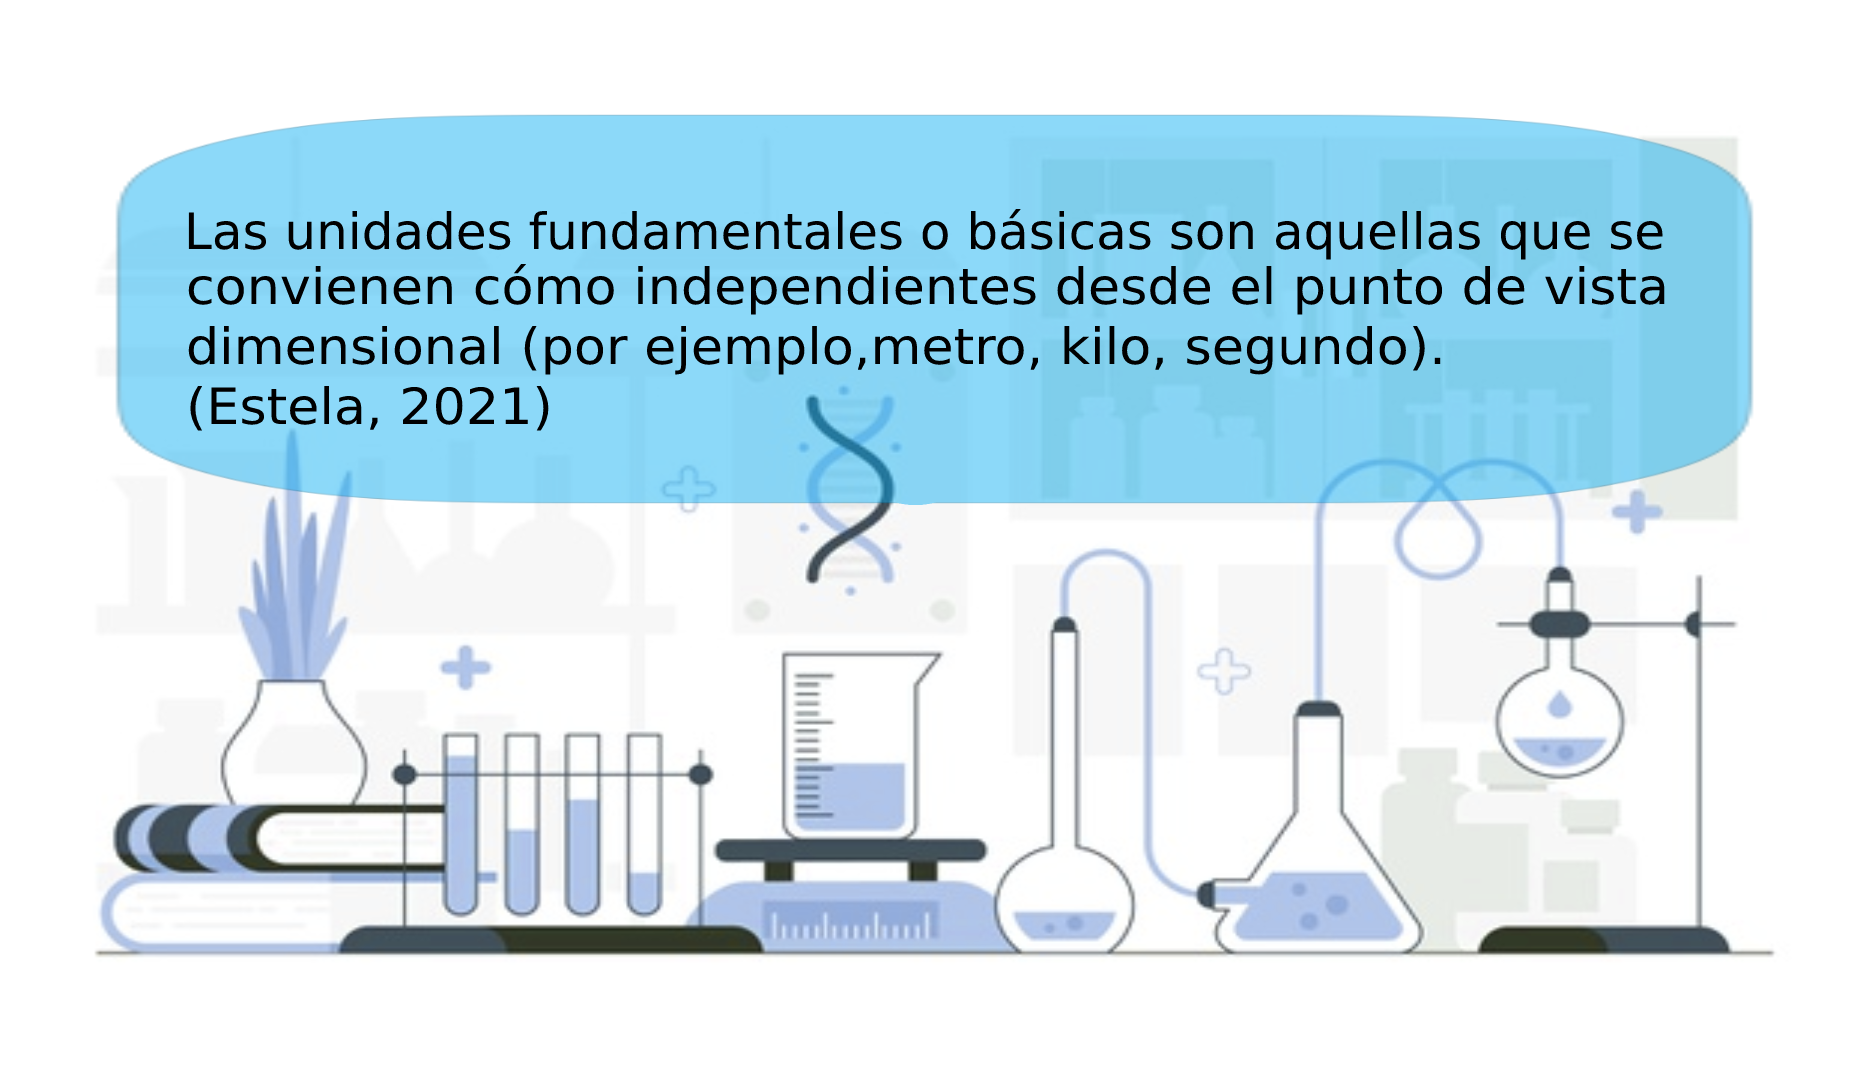 Las unidades fundamentales o básicas son aquellas que se
convienen cómo independientes desde el punto de vista
dimensional (por ejemplo,metro, kilo, segundo).
(Estela, 2021)